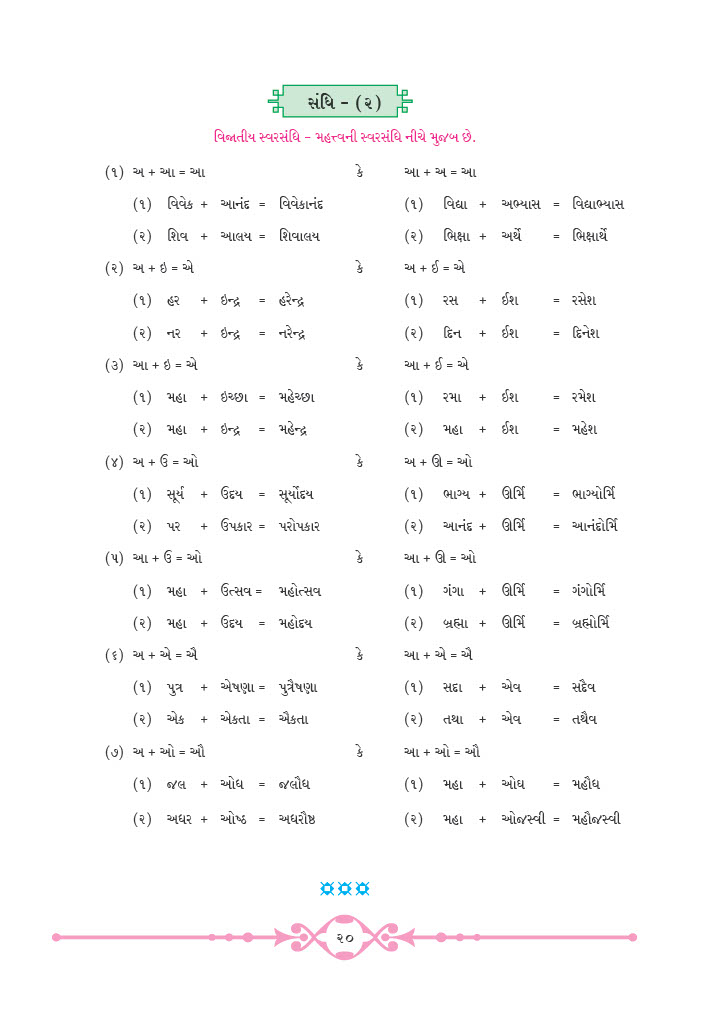 સંધિ - (૨)
વિજાતીય સ્વરસંધિ - મહત્ત્વની સ્વરસંધિ નીચે મુજબ છે.
(૧) અ + આ = આ કે આ + અ = આ
(૧) વિવેક + આનંદ = વિવેકાનંદ (૧) વિદ્યા + અભ્યાસ = વિદ્યાભ્યાસ
(૨) શિવ + આલય = શિવાલય (૨) ભિક્ષા + અર્થે = ભિક્ષાર્થે
(૨) અ + ઇ = એ કે અ + ઈ = એ
(૧) હર + ઇન્દ્ર = હરેન્દ્ર (૧) રસ + ઈશ = રસેશ
(૨) નર + ઇન્દ્ર = નરેન્દ્ર (૨) દિન + ઈશ = દિનેશ
(૩) આ + ઇ = એ કે આ + ઈ = એ
(૧) મહા + ઇચ્છા = મહેચ્છા (૧) રમા + ઈશ = રમેશ
(૨) મહા + ઇન્દ્ર = મહેન્દ્ર (૨) મહા + ઈશ = મહેશ
(૪) અ + ઉ = ઓ કે અ + ઊ = ઓ
(૧) સૂર્ય + ઉદય = સૂર્યોદય (૧) ભાગ્ય + ઊર્મિ = ભાગ્યોર્મિ
(૨) પર + ઉપકાર = પરોપકાર (૨) આનંદ + ઊર્મિ = આનંદોર્મિ
(૫) આ + ઉ = ઓ કે આ + ઊ = ઓ
(૧) મહા + ઉત્સવ = મહોત્સવ (૧) ગંગા + ઊર્મિ = ગંગોર્મિ
(૨) મહા + ઉદય = મહોદય (૨) બ્રહ્મા + ઊર્મિ = બ્રહ્મોર્મિ
(૬) અ + એ = ઐ કે આ + એ = ઐ
(૧) પુત્ર + એષણા = પુત્રૈષણા (૧) સદા + એવ = સદૈવ
(૨) એક + એકતા = ઐકતા (૨) તથા + એવ = તથૈવ
(૭) અ + ઓ = ઔ કે આ + ઓ = ઔ
(૧) જલ + ઓધ = જલૌધ (૧) મહા + ઓઘ = મહૌધ
(૨) અધર + ઓષ્ઠ = અધરૌષ્ઠ (૨) મહા + ઓજસ્વી = મહૌજસ્વી
૨૦